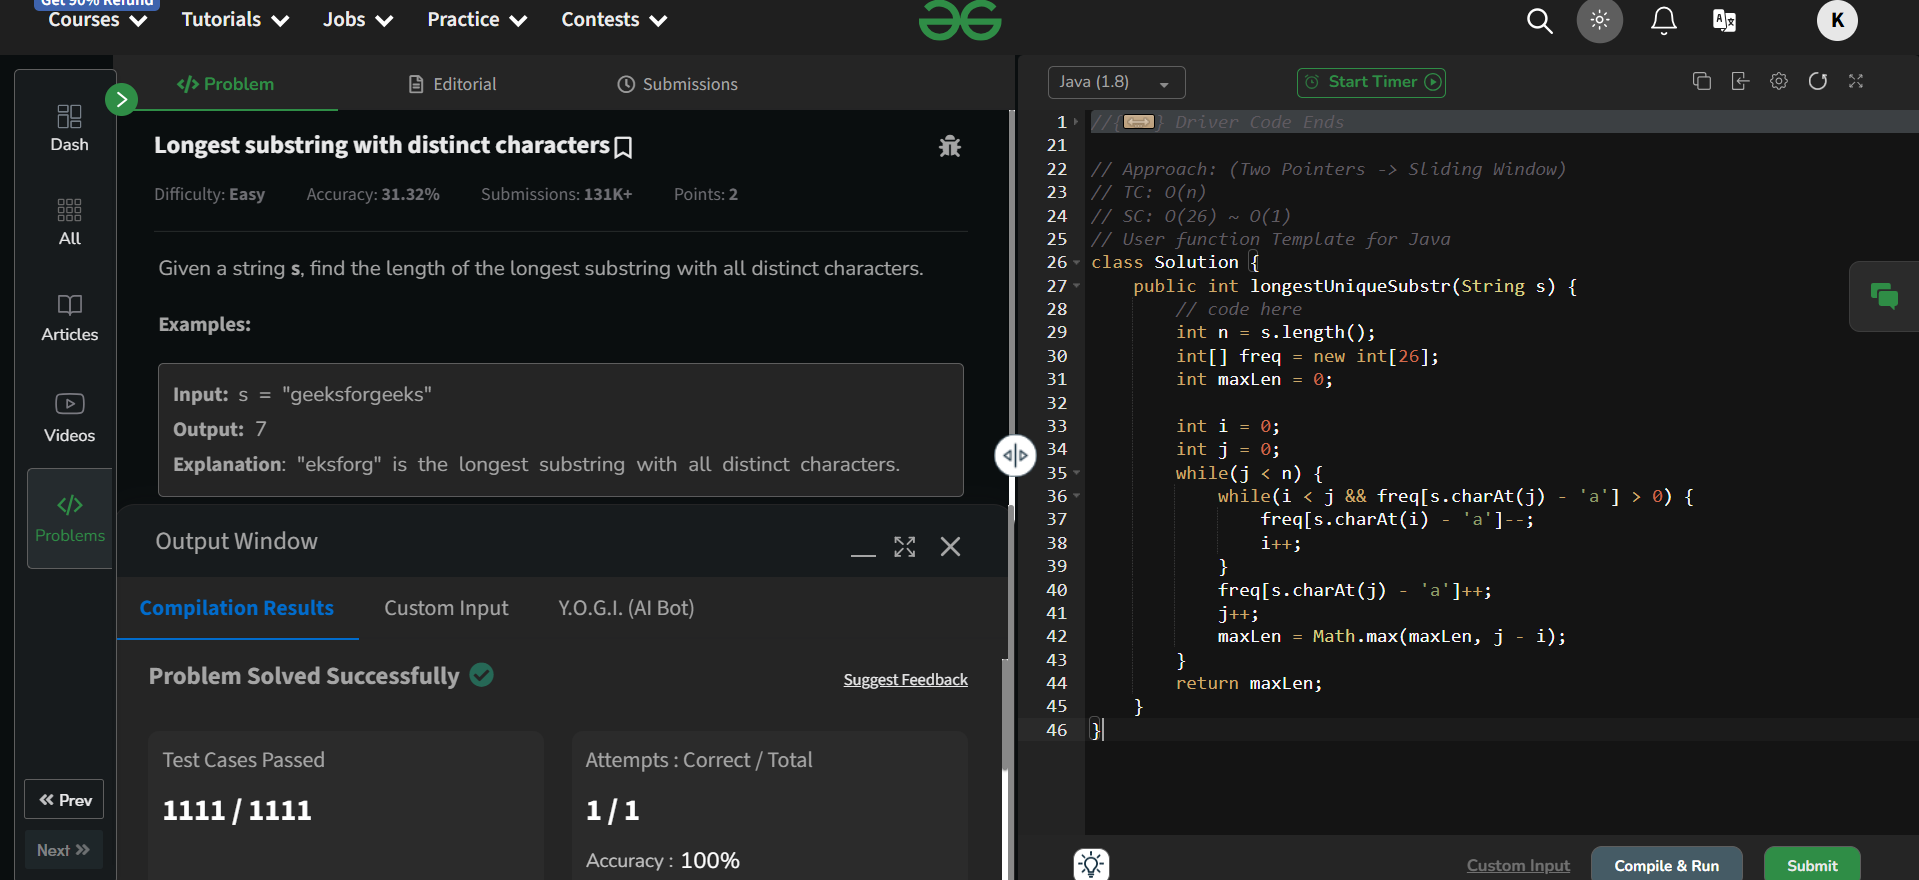 Get 90% Refund
Courses
Tutorials
Jobs
Practice
Contests
K
Dash
All
Articles
Videos
</> Problems
Prev
Next
</> Problem
Editorial
Submissions
Longest substring with distinct characters
Difficulty: Easy
Accuracy: 31.32%
Submissions: 131K+
Points: 2
Given a string s, find the length of the longest substring with all distinct characters.
Examples:
Input: s = "geeksforgeeks"
Output: 7
Explanation: "eksforg" is the longest substring with all distinct characters.
Output Window
Compilation Results
Custom Input
Y.O.G.I. (AI Bot)
Problem Solved Successfully
Suggest Feedback
Test Cases Passed
1111 / 1111
Attempts : Correct / Total
1 / 1
Accuracy : 100%
Java (1.8)
Start Timer
1 //{ } Driver Code Ends
21
22 // Approach: (Two Pointers -> Sliding Window)
23 // TC: O(n)
24 // SC: O(26) ~ O(1)
25 // User function Template for Java
26 class Solution {
27 public int longestUniqueSubstr(String s) {
28 // code here
29 int n = s.length();
30 int[] freq = new int[26];
31 int maxLen = 0;
32
33 int i = 0;
34 int j = 0;
35 while(j < n) {
36 while(i < j && freq[s.charAt(j) - 'a'] > 0) {
37 freq[s.charAt(i) - 'a']--;
38 i++;
39 }
40 freq[s.charAt(j) - 'a']++;
41 j++;
42 maxLen = Math.max(maxLen, j - i);
43 }
44 return maxLen;
45 }
46 }
Custom Input
Compile & Run
Submit